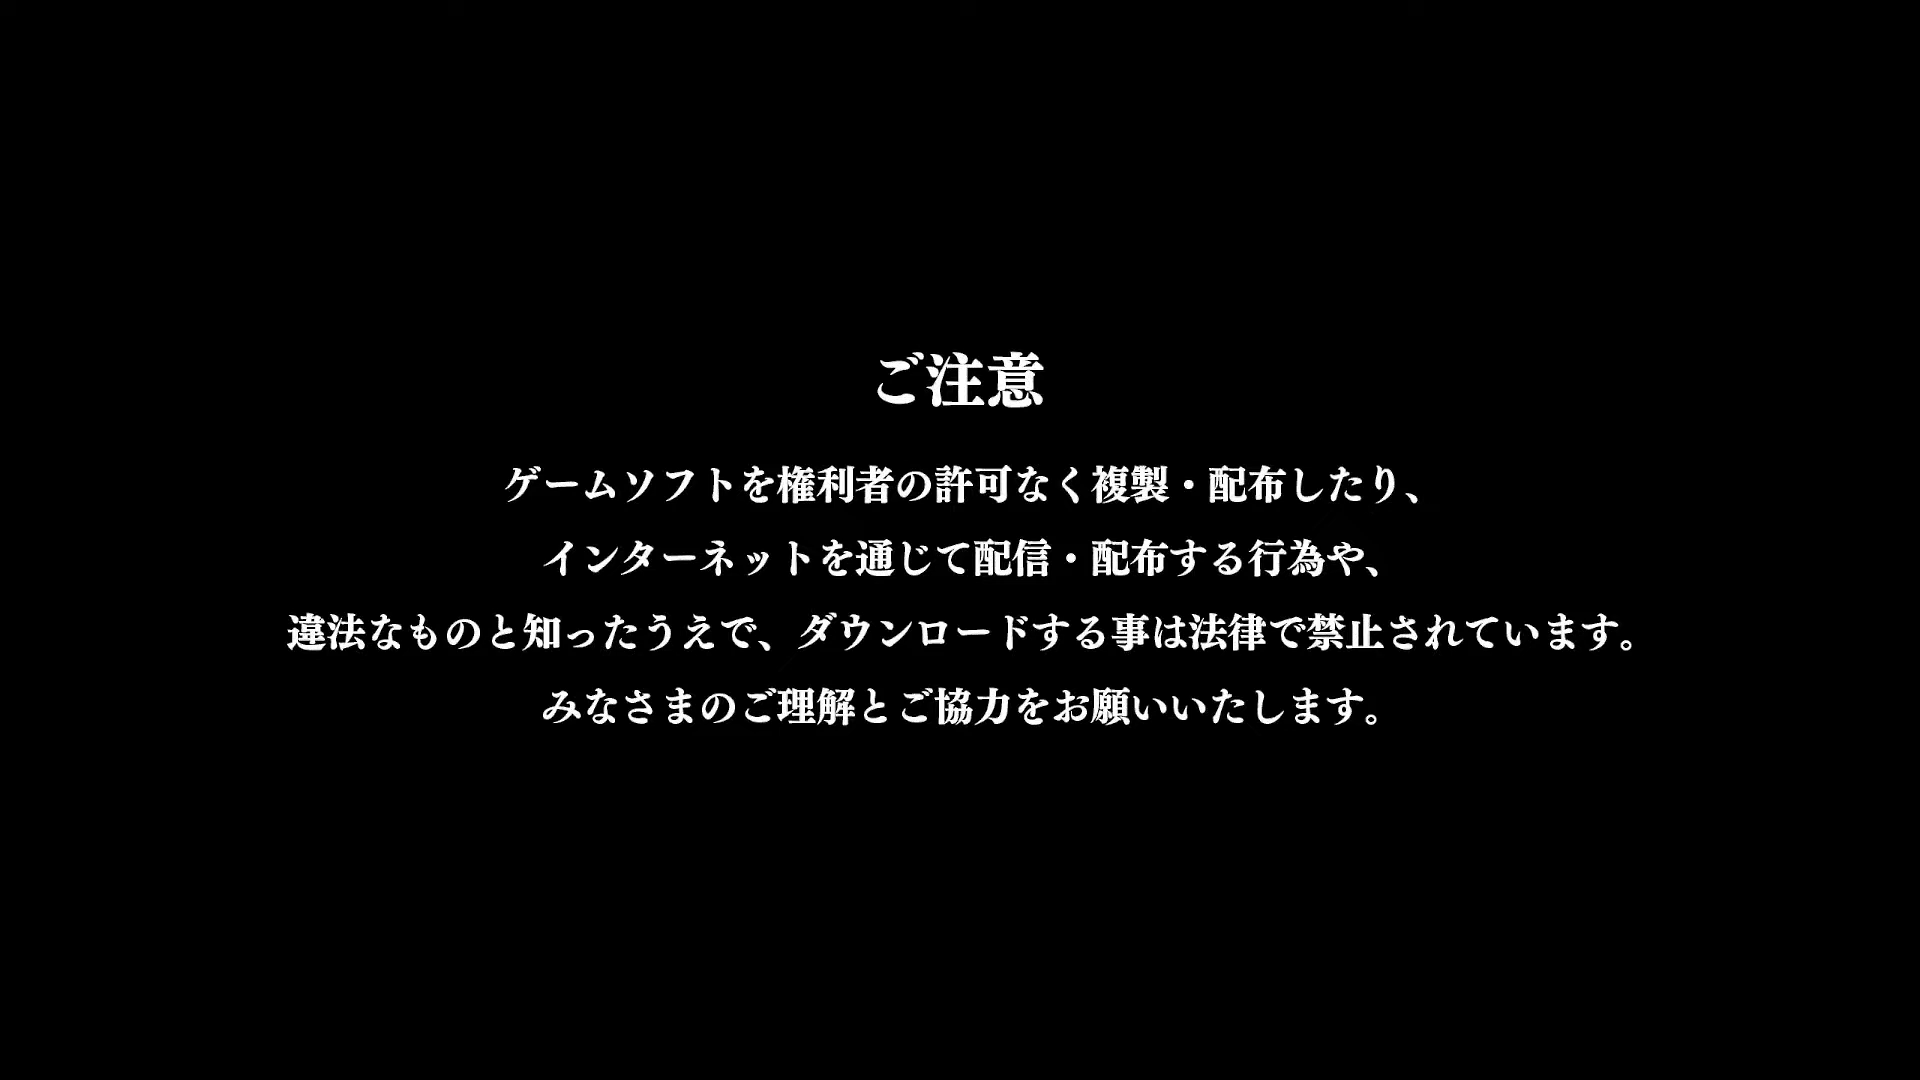 ご注意
ゲームソフトを権利者の許可なく複製・配布したり、
インターネットを通じて配信・配布する行為や、
違法なものと知ったうえで、ダウンロードする事は法律で禁止されています。
みなさまのご理解とご協力をお願いいたします。